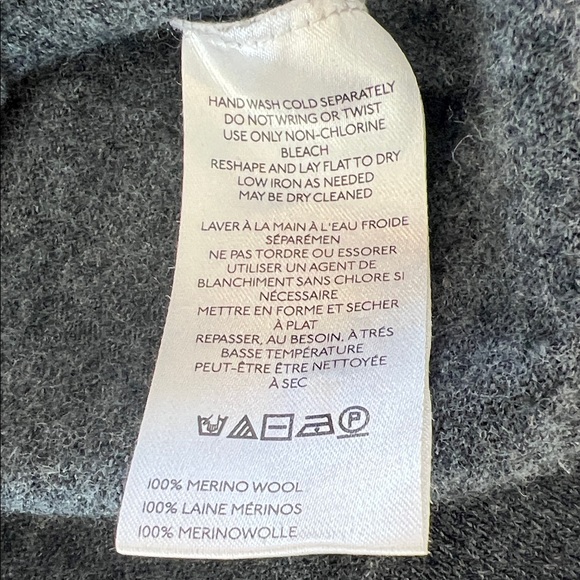 HAND WASH COLD SEPARATELY
DO NOT WRING OR TWIST
USE ONLY NON-CHLORINE
BLEACH
RESHAPE AND LAY FLAT TO DRY
LOW IRON AS NEEDED
MAY BE DRY CLEANED
LAVER À LA MAIN À L'EAU FROIDE
SÉPARÉMEN
NE PAS TORDRE OU ESSORER
UTILISER UN AGENT DE
BLANCHIMENT SANS CHLORE SI
NÉCESSAIRE
METTRE EN FORME ET SECHER
À PLAT
REPASSER, AU BESOIN, À TRÉS
BASSE TEMPÉRATURE
PEUT-ÊTRE ÊTRE NETTOYÉE
À SEC
P
100% MERINO WOOL
100% LAINE MÉRINOS
100% MERINOWOLLE